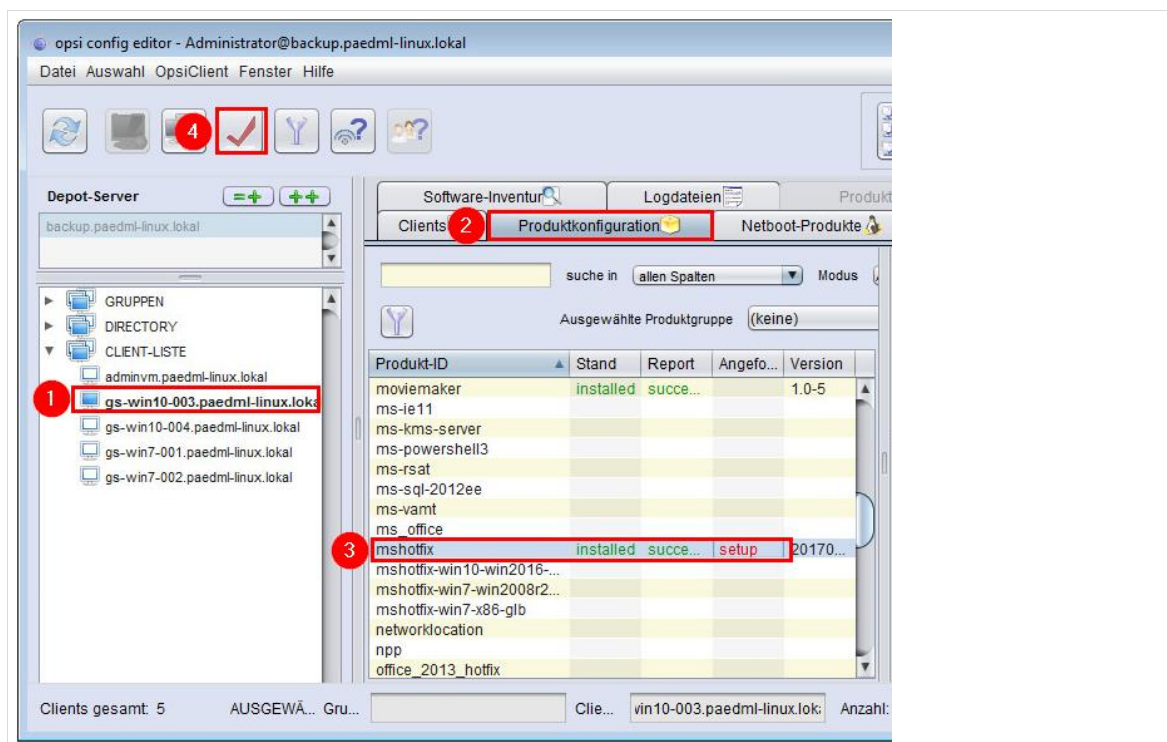 opsi config editor - Administrator@backup.paedml-linux.lokal
Datei Auswahl OpsiClient Fenster Hilfe
4
Depot-Server
backup.paedml-linux.lokal
GRUPPEN
DIRECTORY
CLIENT-LISTE
adminvm.paedml-linux.lokal
1 gs-win10-003.paedml-linux.loka
gs-win10-004.paedml-linux.lokal
gs-win7-001.paedml-linux.lokal
gs-win7-002.paedml-linux.lokal
Software-Inventur Logdateien Produkt
Clients 2 Produktkonfiguration Netboot-Produkte
suche in allen Spalten Modus
Ausgewählte Produktgruppe (keine)
Produkt-ID Stand Report Angefo... Version
moviemaker installed succe... 1.0-5
ms-ie11
ms-kms-server
ms-powershell3
ms-rsat
ms-sql-2012ee
ms-vamt
ms_office
3 mshotfix installed succe... setup 20170...
mshotfix-win10-win2016-...
mshotfix-win7-win2008r2...
mshotfix-win7-x86-glb
networklocation
npp
office_2013_hotfix
Clients gesamt: 5 AUSGEWÄ... Gru... Clie... vin10-003.paedml-linux.lok: Anzahl: